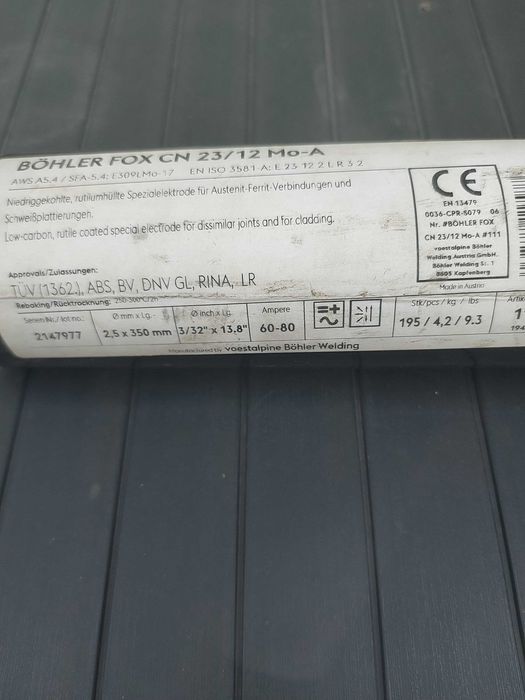 BÖHLER FOX CN 23/12 Mo-A
AWS A5.4 / SFA-5.4: E309LMo-17 EN ISO 3581-A: E 23 12 2 L R 3 2
Niedriggekohlte, rutilumhüllte Spezialelektrode für Austenit-Ferrit-Verbindungen und
Schweißplattierungen.
Low-carbon, rutile coated special electrode for dissimilar joints and for cladding.
Approvals/Zulassungen:
TÜV (1362.), ABS, BV, DNV GL, RINA, LR
Rebaking/Rücktrocknung: 250-300°C/2h
CE
EN 13479
0036-CPR-S079 06
Nr. #BÖHLER FOX
CN 23/12 Mo-A #111
voestalpine Böhler
Welding Austria GmbH.
Böhler Welding St. 1
8605 Kapfenberg
Made in Austria
Serien Nr./ lot no.:
2147977
Ø mm x Lg.
2,5 x 350 mm
Ø inch x Lg.
3/32" x 13,8"
Ampere
60-80
Stk/pcs / kg / lbs
195 / 4,2 / 9.3
Manufactured by voestalpine Böhler Welding